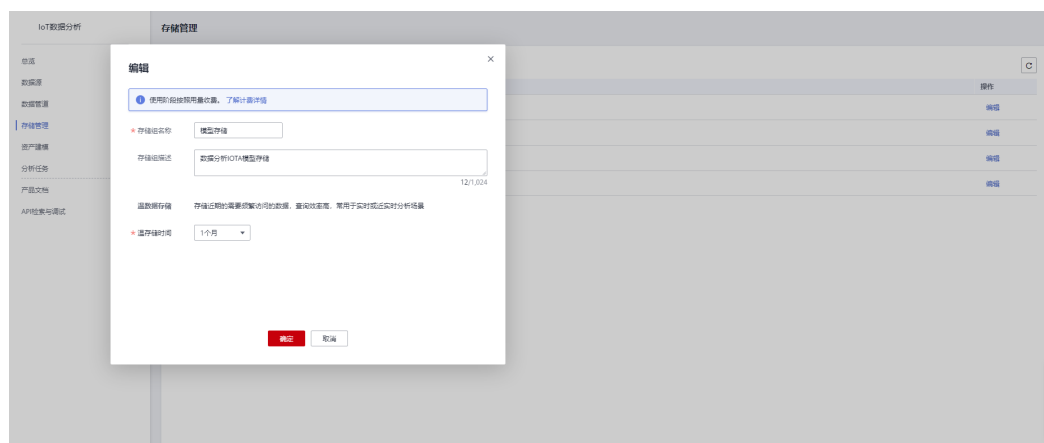 IoT数据分析
存储管理
总览
数据源
数据管道
存储管理
资产建模
分析任务
产品文档
API检索与调试
操作
编辑
编辑
编辑
编辑
编辑
使用阶段按照用量收费。 了解计费详情
* 存储组名称 模型存储
存储组描述 数据分析IOTA模型存储
12/1,024
温数据存储 存储近期的需要频繁访问的数据，查询效率高，常用于实时或近实时分析场景
* 温存储时间 1个月
确定 取消